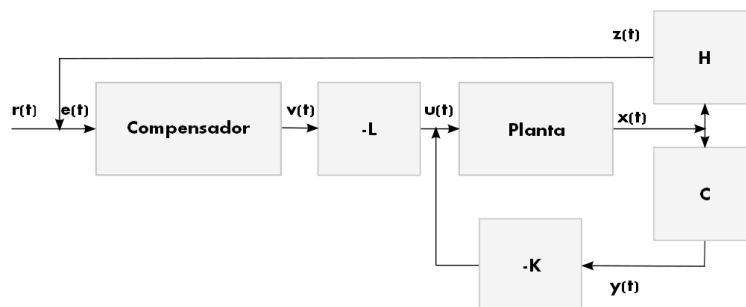 z(t)
H
r(t)
e(t)
Compensador
v(t)
-L
u(t)
Planta
x(t)
C
-K
y(t)